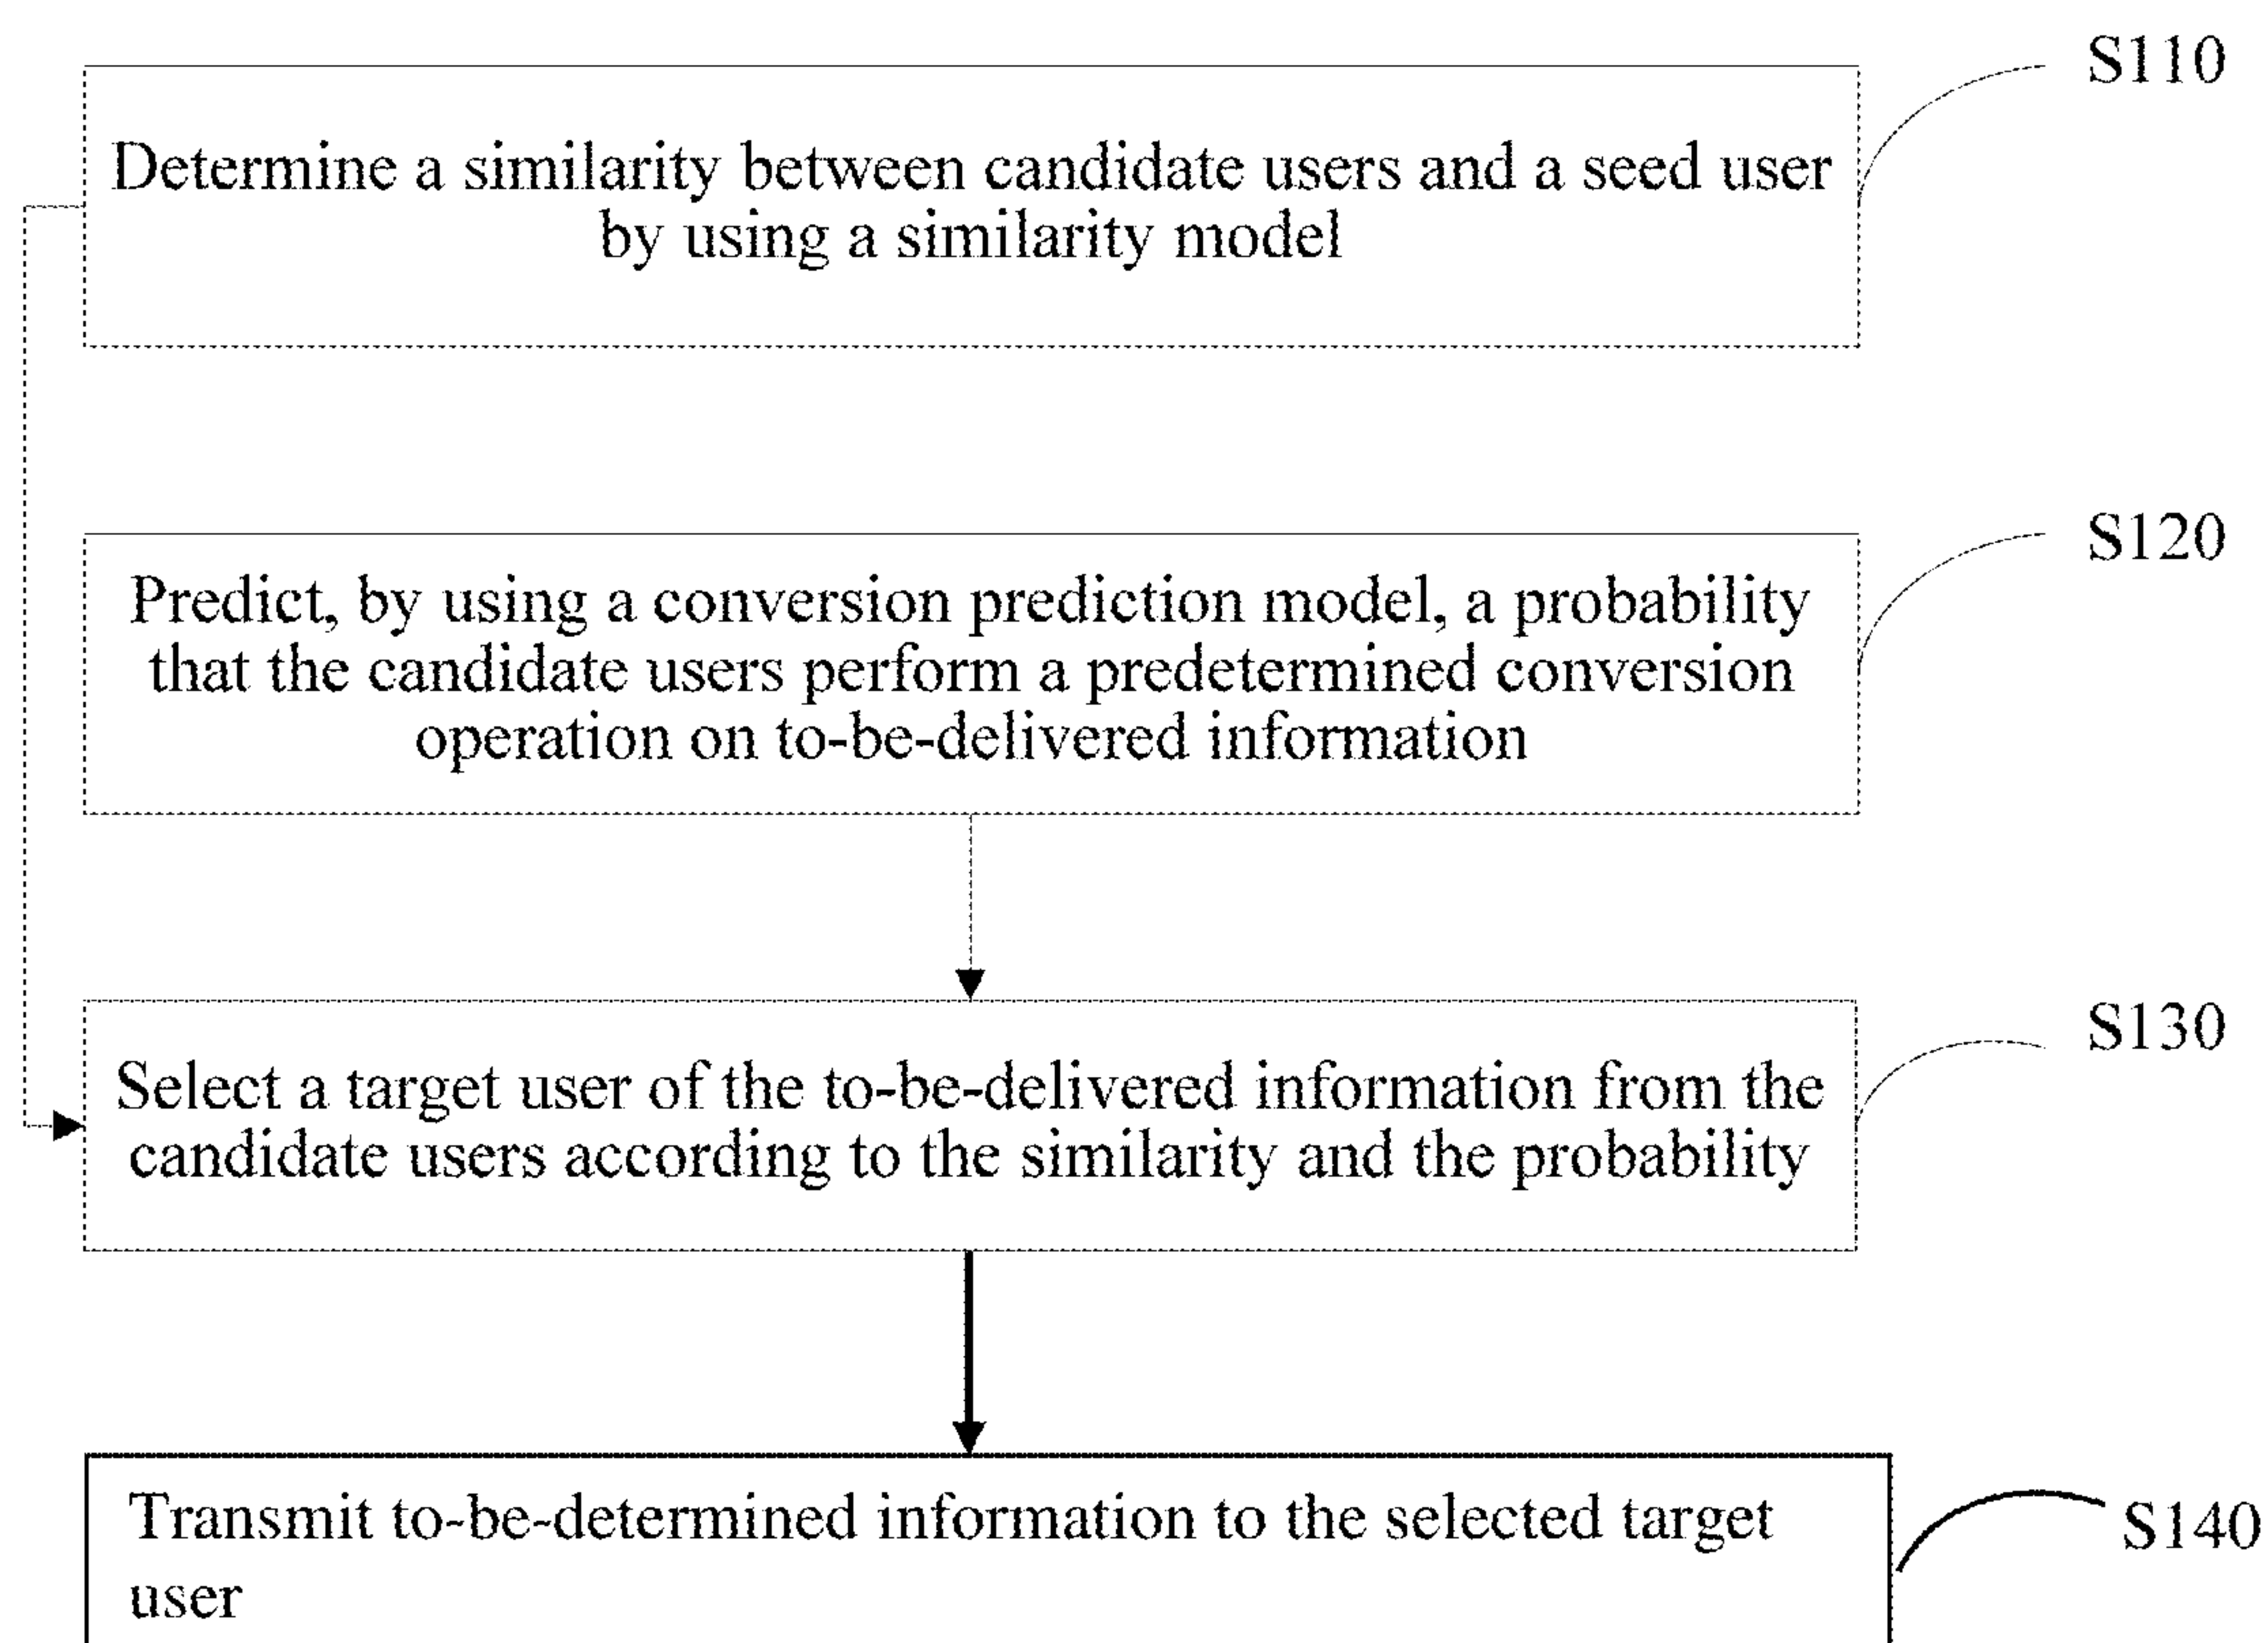 S110
Determine a similarity between candidate users and a seed user
by using a similarity model
S120
Predict, by using a conversion prediction model, a probability
that the candidate users perform a predetermined conversion
operation on to-be-delivered information
S130
Select a target user of the to-be-delivered information from the
candidate users according to the similarity and the probability
Transmit to-be-determined information to the selected target
S140
user